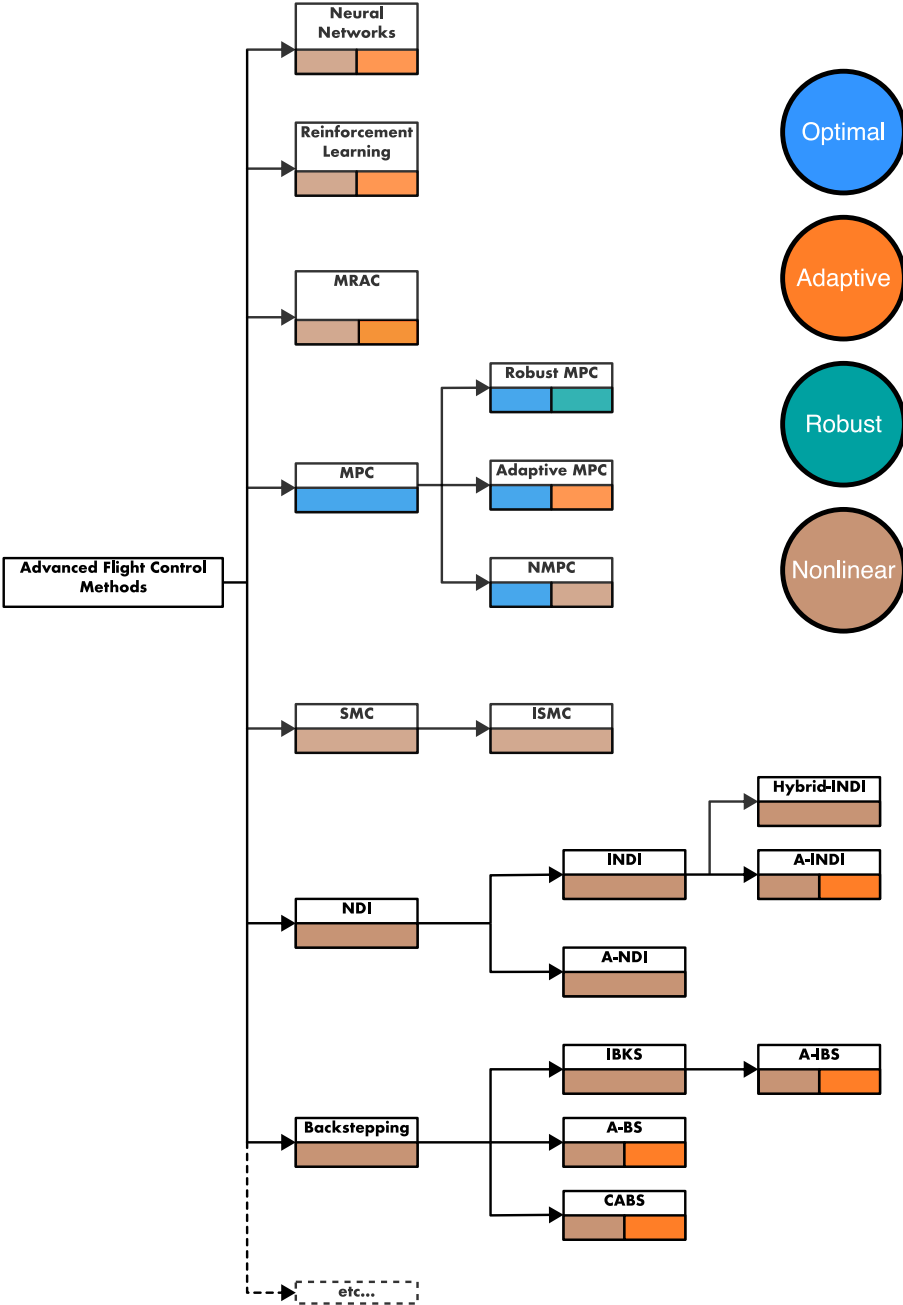 Neural
Networks
Optimal
Reinforcement
Learning
Adaptive
MRAC
Robust MPC
Robust
MPC
Adaptive MPC
Advanced Flight Control
Methods
NMPC
Nonlinear
SMC
ISMC
Hybrid-INDI
INDI
A-INDI
NDI
A-NDI
IBKS
A-IBS
Backstepping
A-BS
CABS
etc...